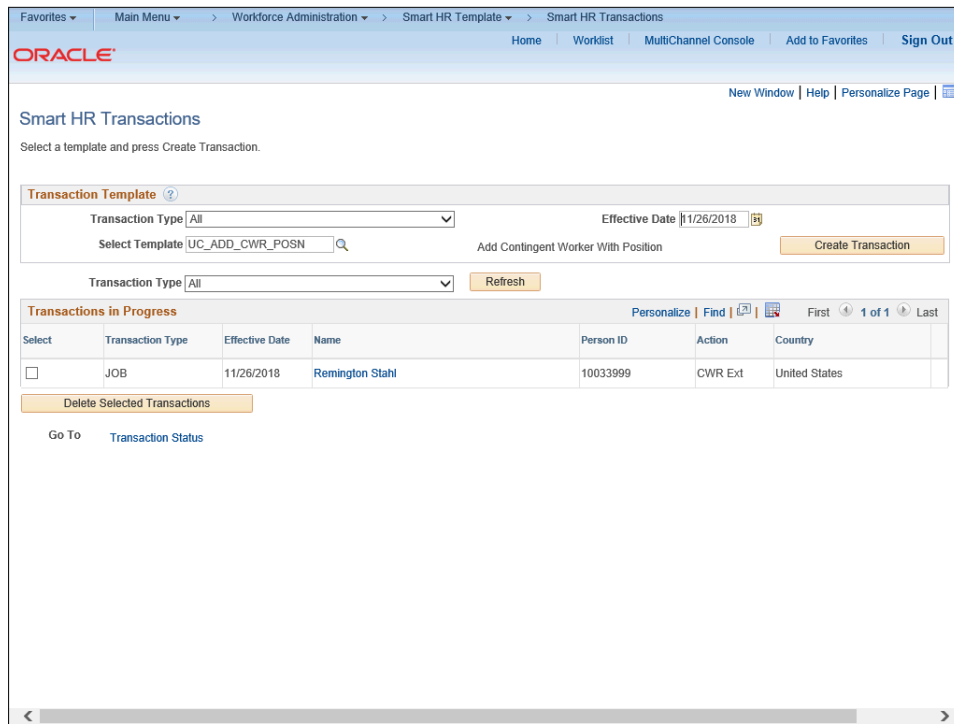 Favorites Main Menu > Workforce Administration > Smart HR Template > Smart HR Transactions
Home Worklist MultiChannel Console Add to Favorites Sign Out
ORACLE
New Window | Help | Personalize Page |
Smart HR Transactions
Select a template and press Create Transaction.
Transaction Template ?
Transaction Type All Effective Date 11/26/2018 31
Select Template UC_ADD_CWR_POSN Add Contingent Worker With Position Create Transaction
Transaction Type All Refresh
Transactions in Progress Personalize | Find | | First 1 of 1 Last
Select Transaction Type Effective Date Name Person ID Action Country
JOB 11/26/2018 Remington Stahl 10033999 CWR Ext United States
Delete Selected Transactions
Go To Transaction Status